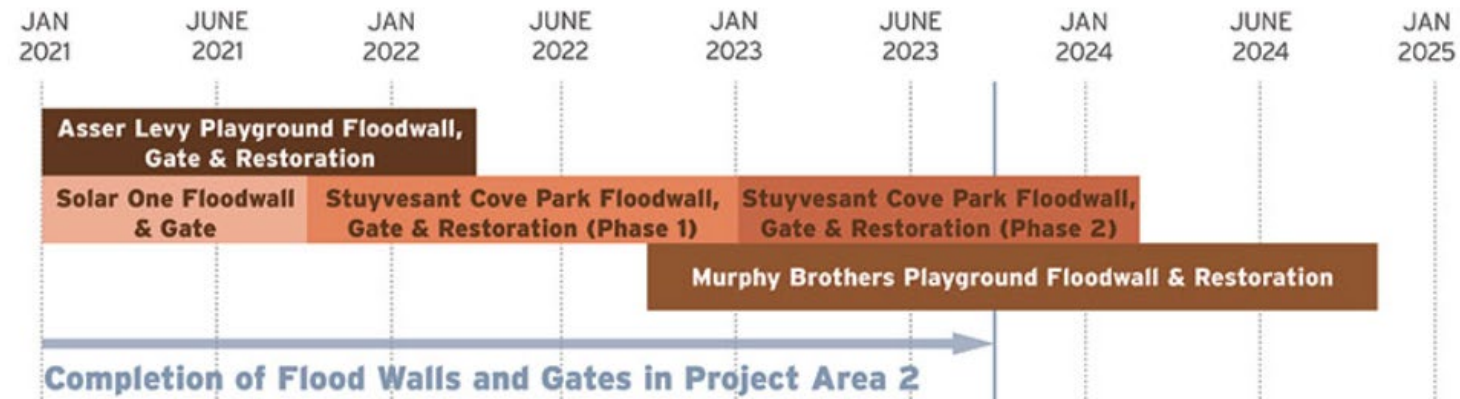 JAN JUNE JAN JUNE JAN JUNE JAN JUNE JAN
2021 2021 2022 2022 2023 2023 2024 2024 2025
Asser Levy Playground Floodwall,
Gate & Restoration
Solar One Floodwall
& Gate
Stuyvesant Cove Park Floodwall,
Gate & Restoration (Phase 1)
Stuyvesant Cove Park Floodwall,
Gate & Restoration (Phase 2)
Murphy Brothers Playground Floodwall & Restoration
Completion of Flood Walls and Gates in Project Area 2